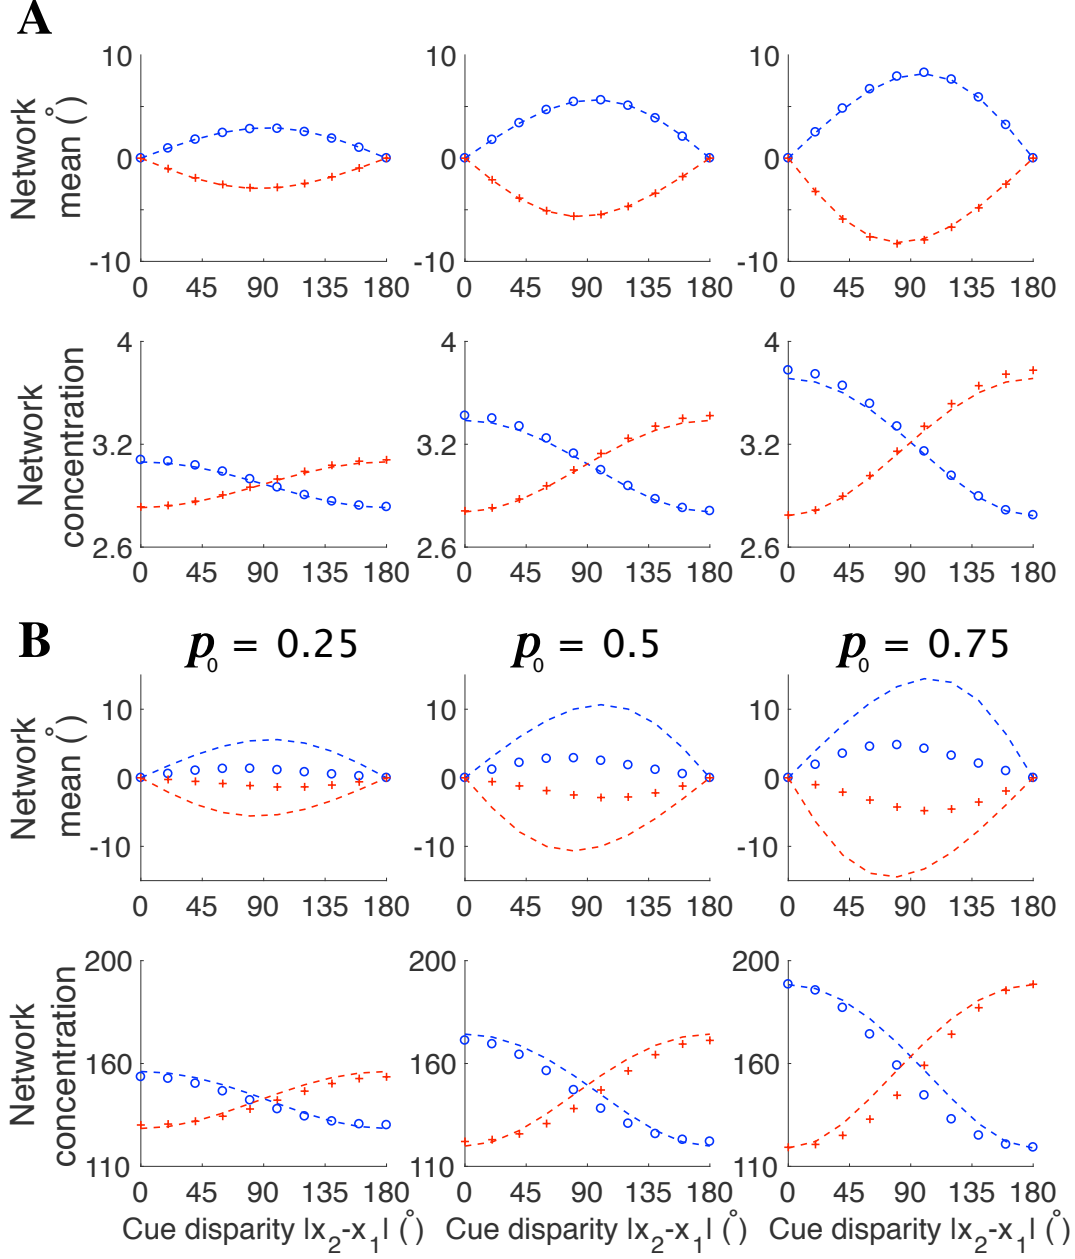 A
Network mean (°)
10
0
-10
0 45 90 135 180
10
0
-10
0 45 90 135 180
10
0
-10
0 45 90 135 180
Network concentration
4
3.2
2.6
0 45 90 135 180
4
3.2
2.6
0 45 90 135 180
4
3.2
2.6
0 45 90 135 180
B
p₀ = 0.25
p₀ = 0.5
p₀ = 0.75
Network mean (°)
10
0
-10
0 45 90 135 180
10
0
-10
0 45 90 135 180
10
0
-10
0 45 90 135 180
Network concentration
200
160
110
0 45 90 135 180
200
160
110
0 45 90 135 180
200
160
110
0 45 90 135 180
Cue disparity |x₂-x₁| (°)
Cue disparity |x₂-x₁| (°)
Cue disparity |x₂-x₁| (°)